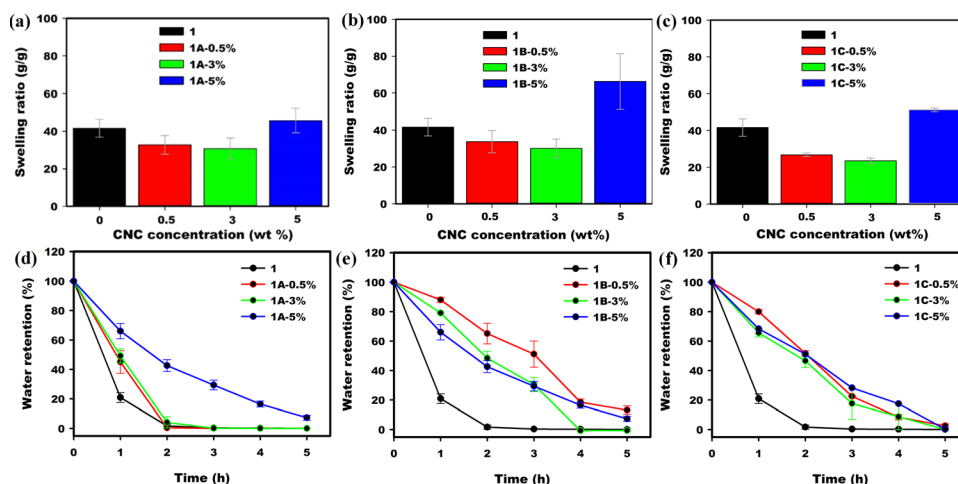 (a)
Swelling ratio (g/g)
100
80
60
40
20
0
1
1A-0.5%
1A-3%
1A-5%
0 0.5 3 5
CNC concentration (wt %)
(b)
Swelling ratio (g/g)
100
80
60
40
20
0
1
1B-0.5%
1B-3%
1B-5%
0 0.5 3 5
CNC concentration (wt%)
(c)
Swelling ratio (g/g)
100
80
60
40
20
0
1
1C-0.5%
1C-3%
1C-5%
0 0.5 3 5
CNC concentration (wt%)
(d)
Water retention (%)
120
100
80
60
40
20
0
1
1A-0.5%
1A-3%
1A-5%
0 1 2 3 4 5
Time (h)
(e)
Water retention (%)
120
100
80
60
40
20
0
1
1B-0.5%
1B-3%
1B-5%
0 1 2 3 4 5
Time (h)
(f)
Water retention (%)
120
100
80
60
40
20
0
1
1C-0.5%
1C-3%
1C-5%
0 1 2 3 4 5
Time (h)